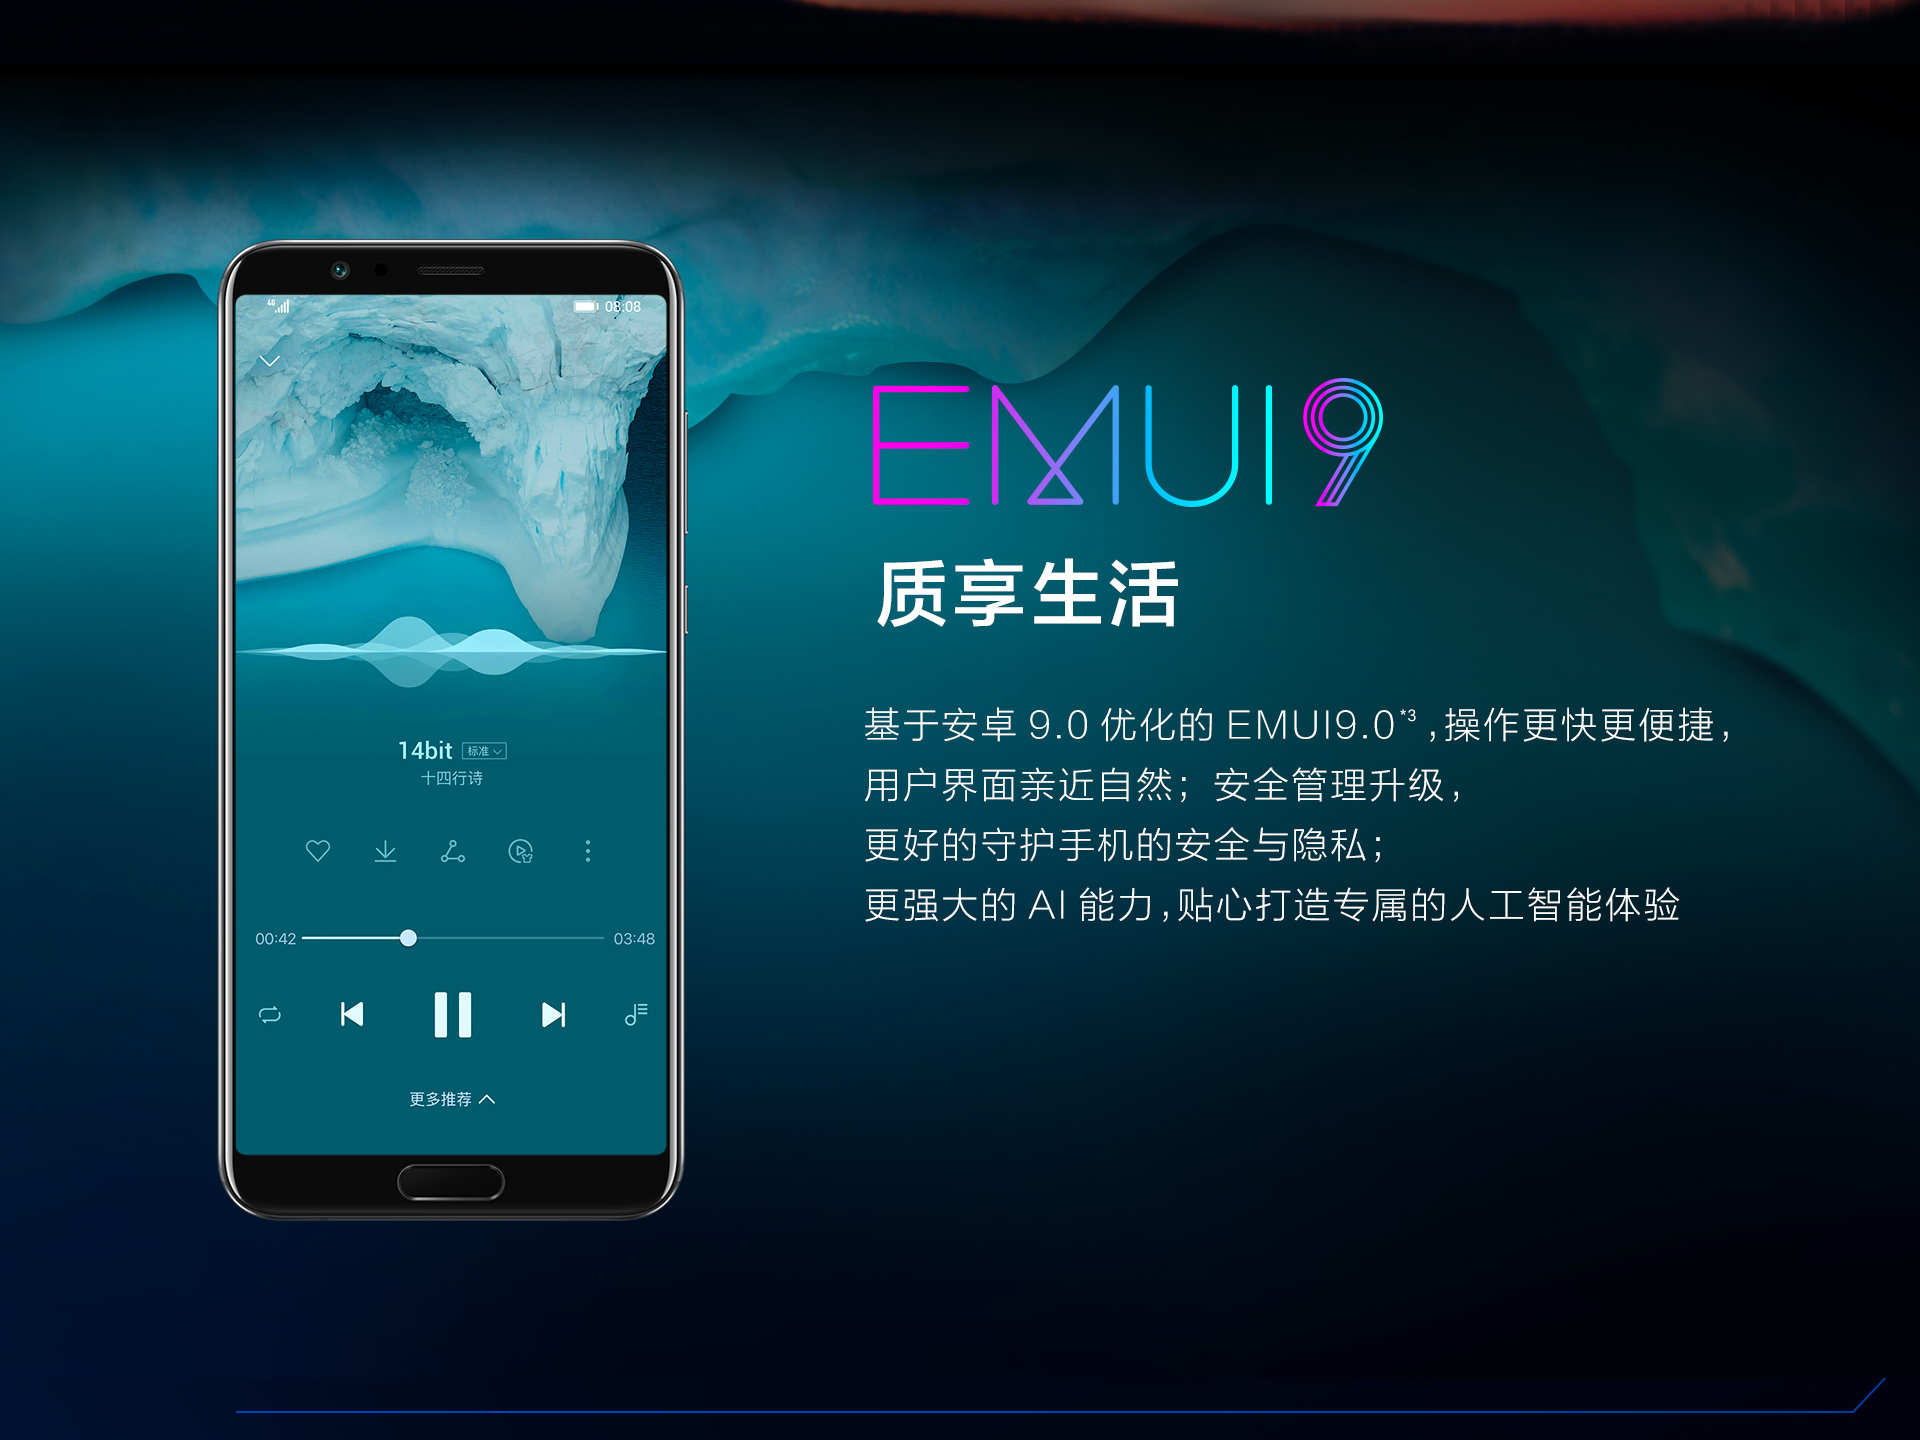 4G
08:08
14bit 标准
十四行诗
00:42
03:48
更多推荐
EMUI9
质享生活
基于安卓 9.0 优化的 EMUI9.0*³,操作更快更便捷,
用户界面亲近自然；安全管理升级,
更好的守护手机的安全与隐私；
更强大的 AI 能力,贴心打造专属的人工智能体验